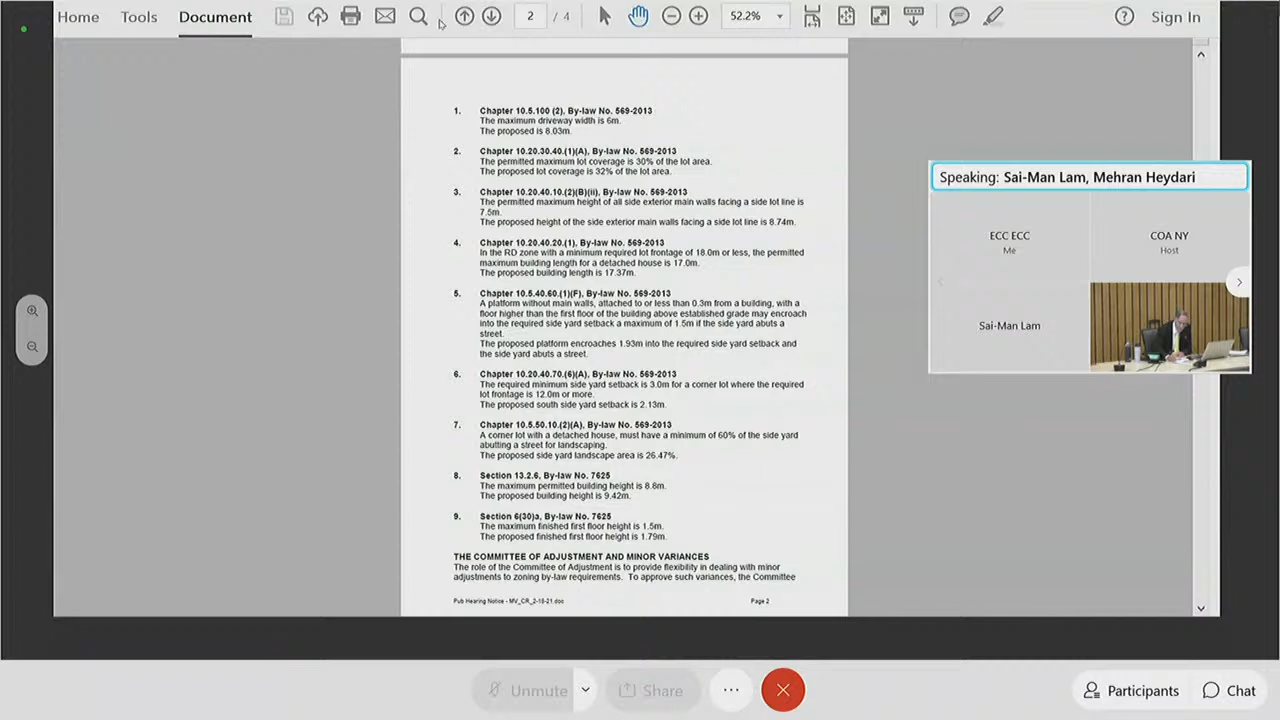 Home Tools Document 2 / 4 52.2% Sign In
1. Chapter 10.5.100 (2), By-law No. 569-2013
The maximum driveway width is 6m.
The proposed is 8.03m.
2. Chapter 10.20.30.40.(1)(A), By-law No. 569-2013
The permitted maximum lot coverage is 30% of the lot area.
The proposed lot coverage is 32% of the lot area.
3. Chapter 10.20.40.10.(2)(B)(ii), By-law No. 569-2013
The permitted maximum height of all side exterior main walls facing a side lot line is
7.5m.
The proposed height of the side exterior main walls facing a side lot line is 8.74m.
4. Chapter 10.20.40.20.(1), By-law No. 569-2013
In the RD zone with a minimum required lot frontage of 18.0m or less, the permitted
maximum building length for a detached house is 17.0m.
The proposed building length is 17.37m.
5. Chapter 10.5.40.60.(1)(F), By-law No. 569-2013
A platform without main walls, attached to or less than 0.3m from a building, with a
floor higher than the first floor of the building above established grade may encroach
into the required side yard setback a maximum of 1.5m if the side yard abuts a
street.
The proposed platform encroaches 1.93m into the required side yard setback and
the side yard abuts a street.
6. Chapter 10.20.40.70.(6)(A), By-law No. 569-2013
The required minimum side yard setback is 3.0m for a corner lot where the required
lot frontage is 12.0m or more.
The proposed south side yard setback is 2.13m.
7. Chapter 10.5.50.10.(2)(A), By-law No. 569-2013
A corner lot with a detached house, must have a minimum of 60% of the side yard
abutting a street for landscaping.
The proposed side yard landscape area is 26.47%.
8. Section 13.2.6, By-law No. 7625
The maximum permitted building height is 8.8m.
The proposed building height is 9.42m.
9. Section 6(30)a, By-law No. 7625
The maximum finished first floor height is 1.5m.
The proposed finished first floor height is 1.79m.
THE COMMITTEE OF ADJUSTMENT AND MINOR VARIANCES
The role of the Committee of Adjustment is to provide flexibility in dealing with minor
adjustments to zoning by-law requirements. To approve such variances, the Committee
Pub Hearing Notice - MV_CR_2-18-21.doc Page 2
Speaking: Sai-Man Lam, Mehran Heydari
ECC ECC
Me
COA NY
Host
Sai-Man Lam
Unmute Share Participants Chat